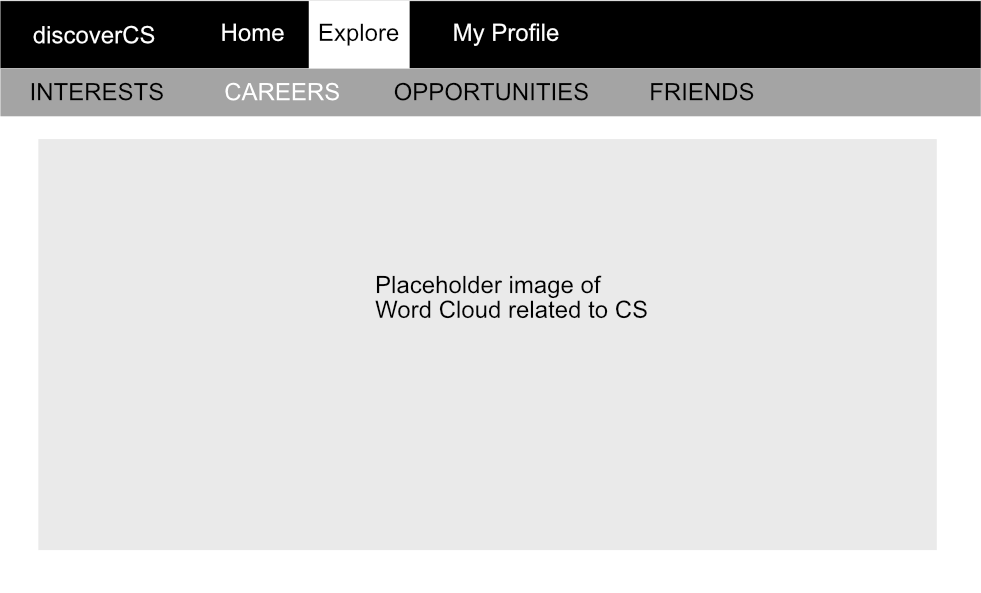 discoverCS Home Explore My Profile
INTERESTS CAREERS OPPORTUNITIES FRIENDS
Placeholder image of
Word Cloud related to CS